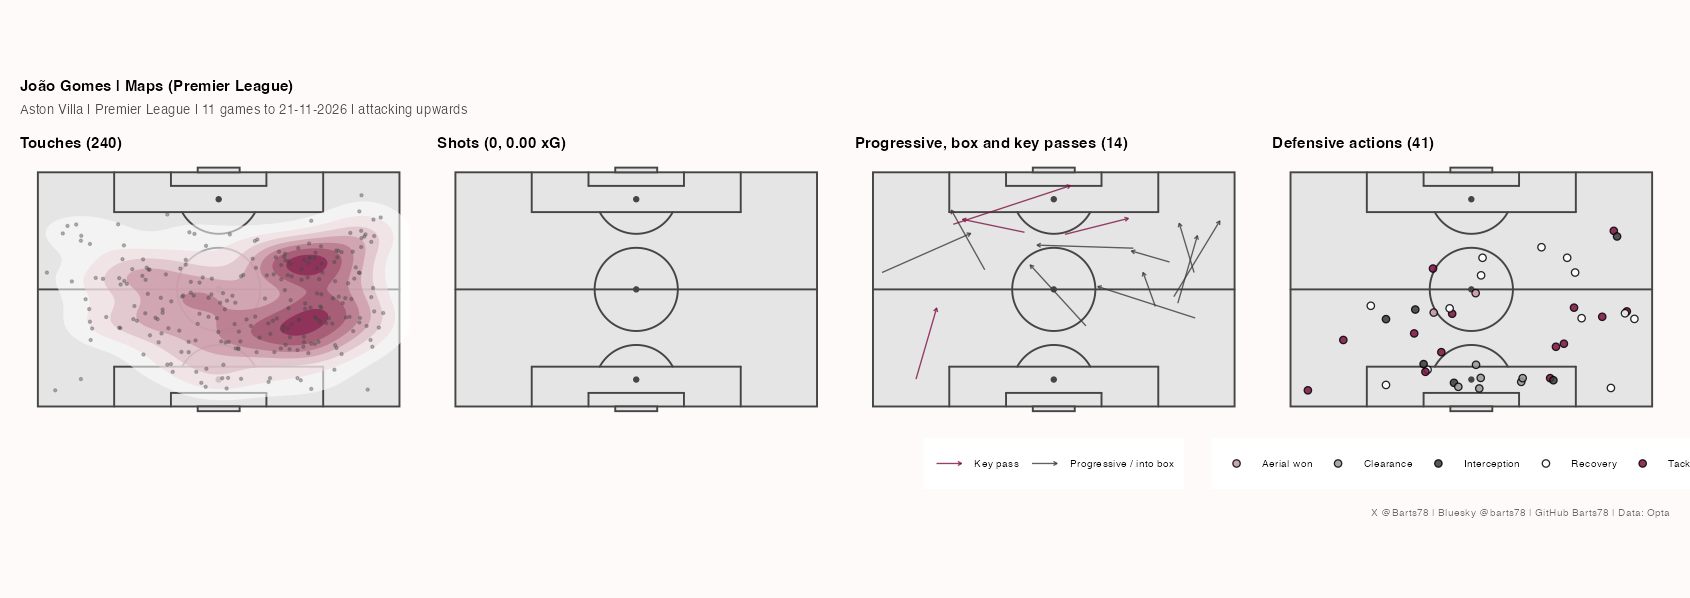 João Gomes | Maps (Premier League)
Aston Villa | Premier League | 11 games to 21-11-2026 | attacking upwards
Touches (240)
Shots (0, 0.00 xG)
Progressive, box and key passes (14)
Defensive actions (41)
Key pass
Progressive / into box
Aerial won
Clearance
Interception
Recovery
Tack
X @Barts78 | Bluesky @barts78 | GitHub Barts78 | Data: Opta